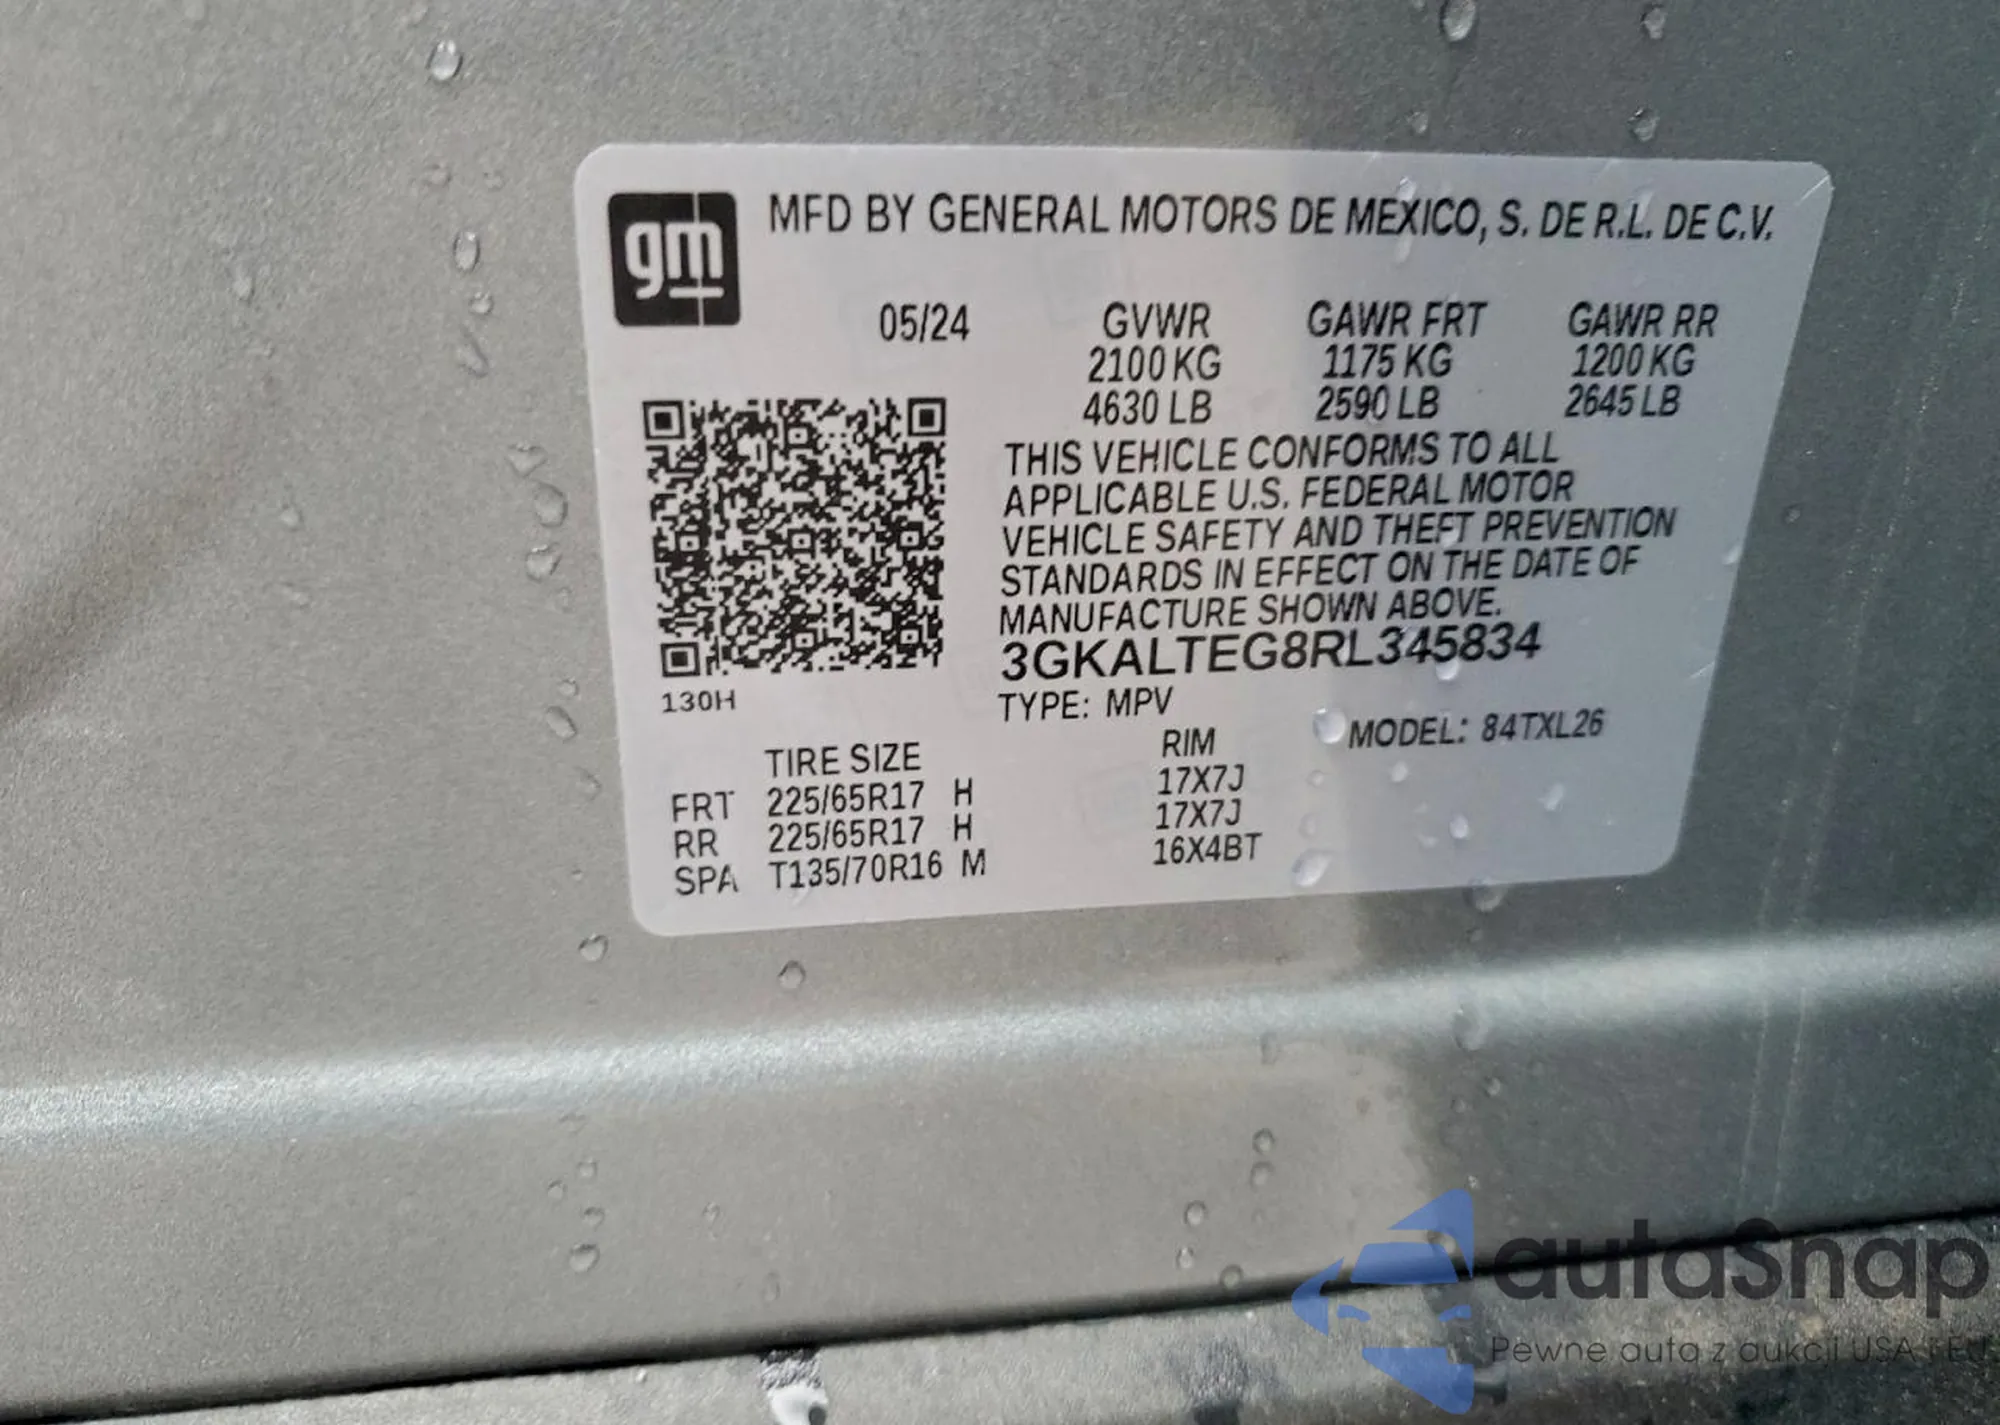 gm
MFD BY GENERAL MOTORS DE MEXICO, S. DE R.L. DE C.V.
05/24 GVWR GAWR FRT GAWR RR
2100 KG 1175 KG 1200 KG
4630 LB 2590 LB 2645 LB
THIS VEHICLE CONFORMS TO ALL
APPLICABLE U.S. FEDERAL MOTOR
VEHICLE SAFETY AND THEFT PREVENTION
STANDARDS IN EFFECT ON THE DATE OF
MANUFACTURE SHOWN ABOVE.
3GKALTEG8RL345834
130H
TYPE: MPV MODEL: 84TXL26
TIRE SIZE RIM
FRT 225/65R17 H 17X7J
RR 225/65R17 H 17X7J
SPA T135/70R16 M 16X4BT
autaSnap
Pewne auta z aukcji USA i EU